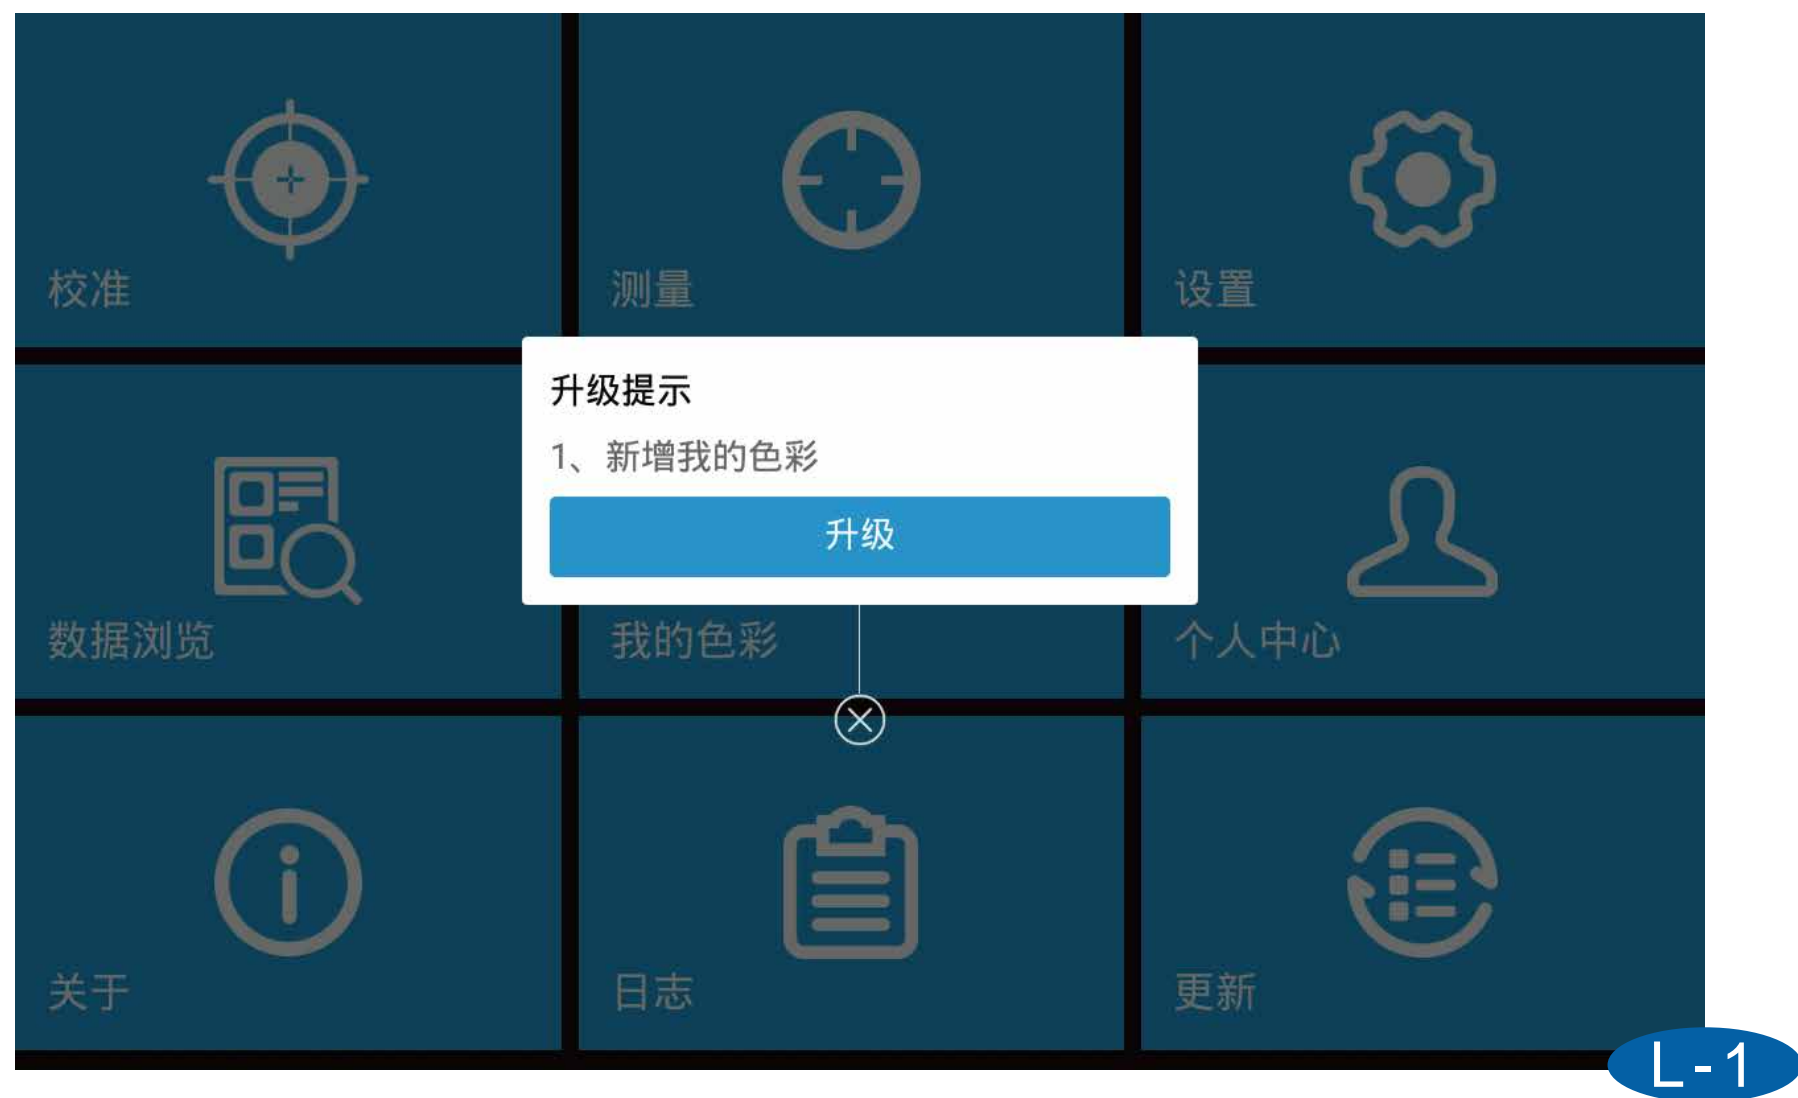 校准
测量
设置
升级提示
1、新增我的色彩
升级
数据浏览
我的色彩
个人中心
关于
日志
更新
L-1